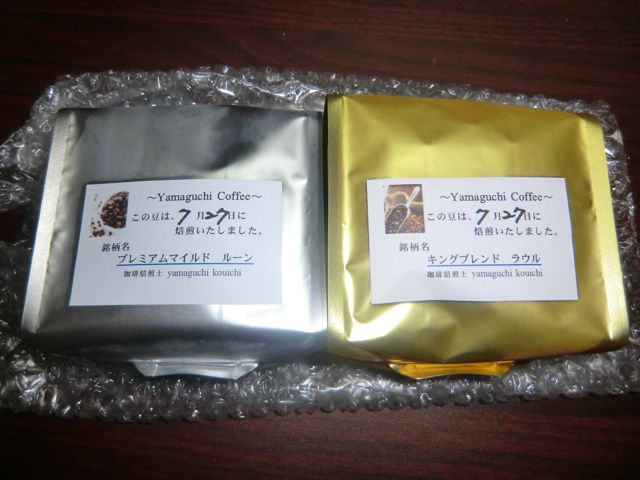 ～Yamaguchi Coffee～
この豆は、7月27日に
焙煎いたしました。
銘柄名
プレミアムマイルド ルーン
珈琲焙煎士 yamaguchi kouichi
～Yamaguchi Coffee～
この豆は、7月27日に
焙煎いたしました。
銘柄名
キングブレンド ラウル
珈琲焙煎士 yamaguchi kouichi